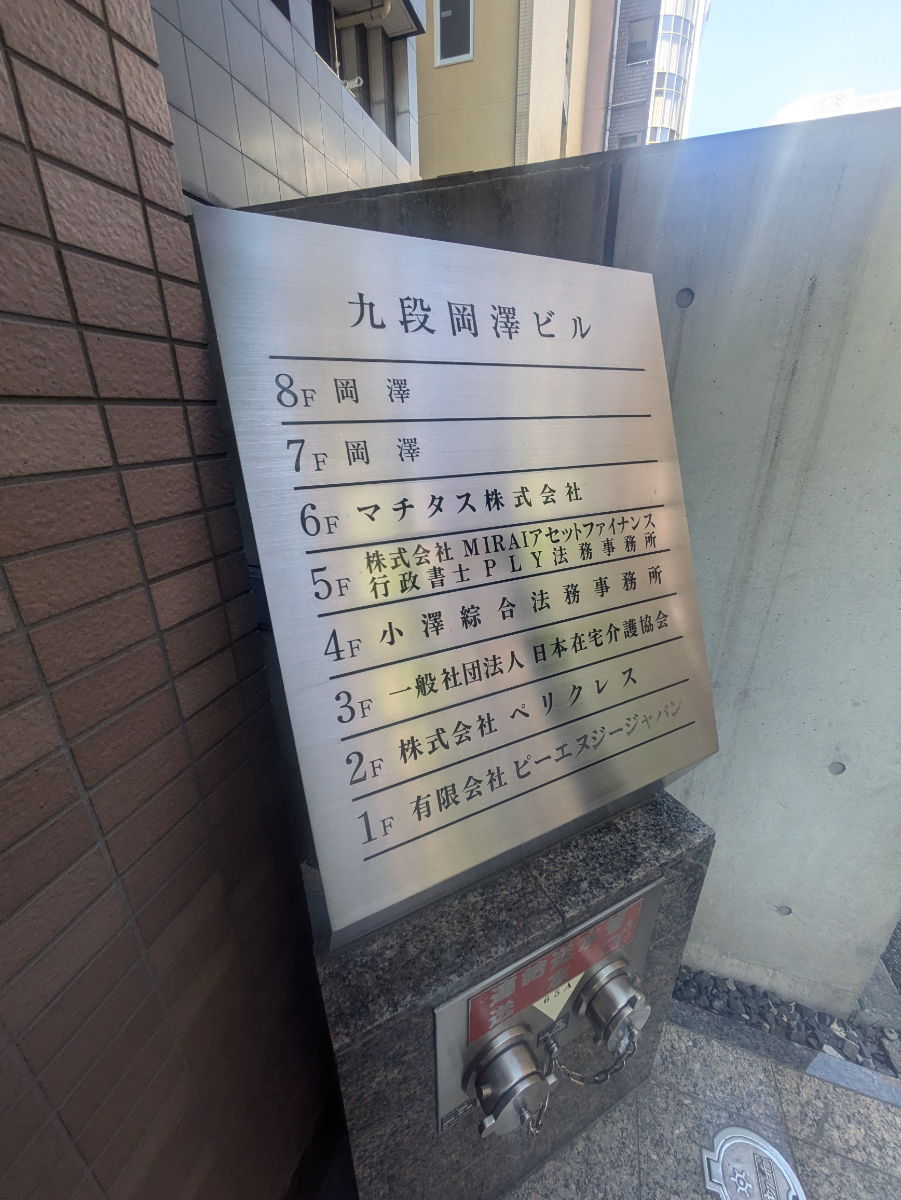 九段岡澤ビル
8F 岡澤
7F 岡澤
6F マチタス株式会社
5F 株式会社 MIRAIアセットファイナンス
行政書士PLY法務事務所
4F 小澤綜合法務事務所
3F 一般社団法人 日本在宅介護協会
2F 株式会社 ペリクレス
1F 有限会社 ピーエヌジージャパン
65A